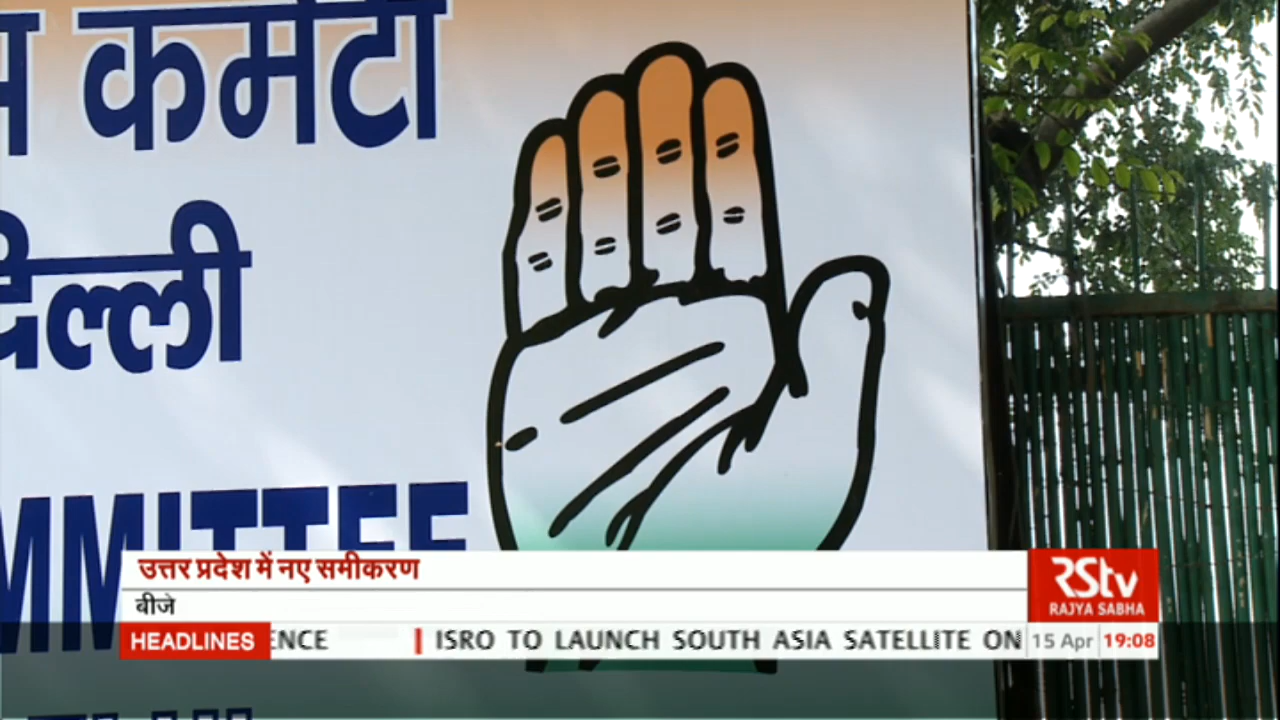 कमेटी
दिल्ली
MMITTEE
उत्तर प्रदेश में नए समीकरण
बीजे
RStv
RAJYA SABHA
HEADLINES ENCE | ISRO TO LAUNCH SOUTH ASIA SATELLITE ON 15 Apr 19:08